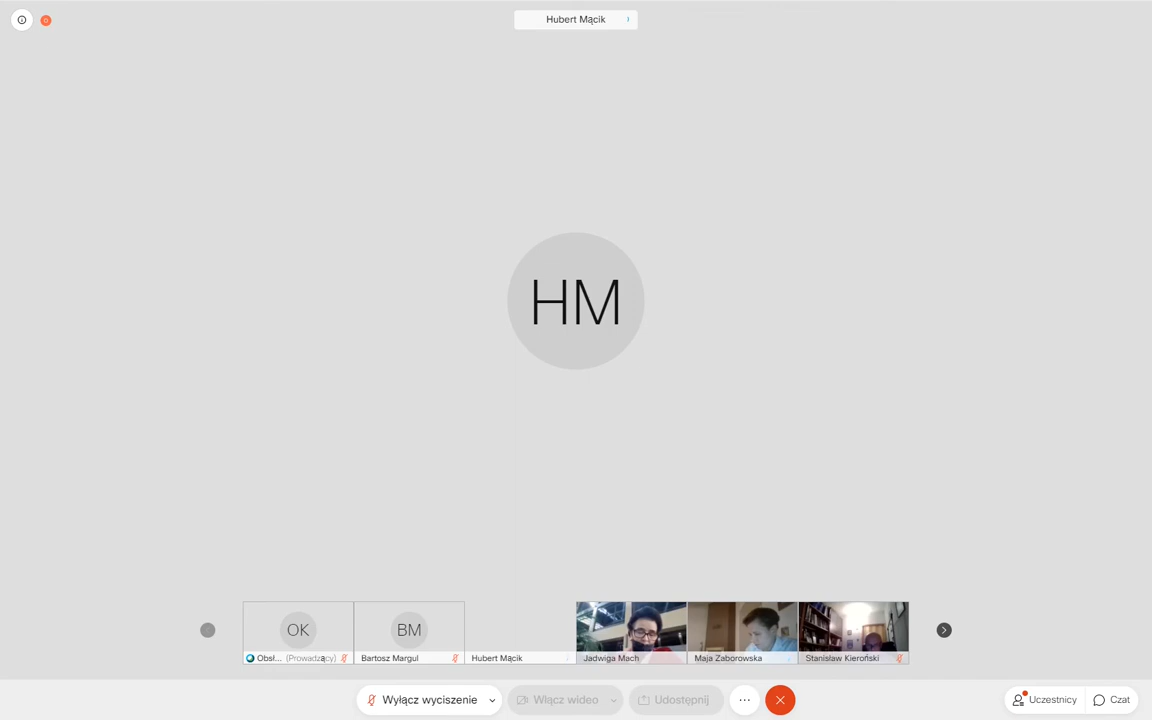 Hubert Mącik
HM
OK
BM
Obsł... (Prowadzący)
Bartosz Margul
Hubert Mącik
Jadwiga Mach
Maja Zaborowska
Stanisław Kieroński
Wyłącz wyciszenie
Włącz wideo
Udostępnij
Uczestnicy
Czat